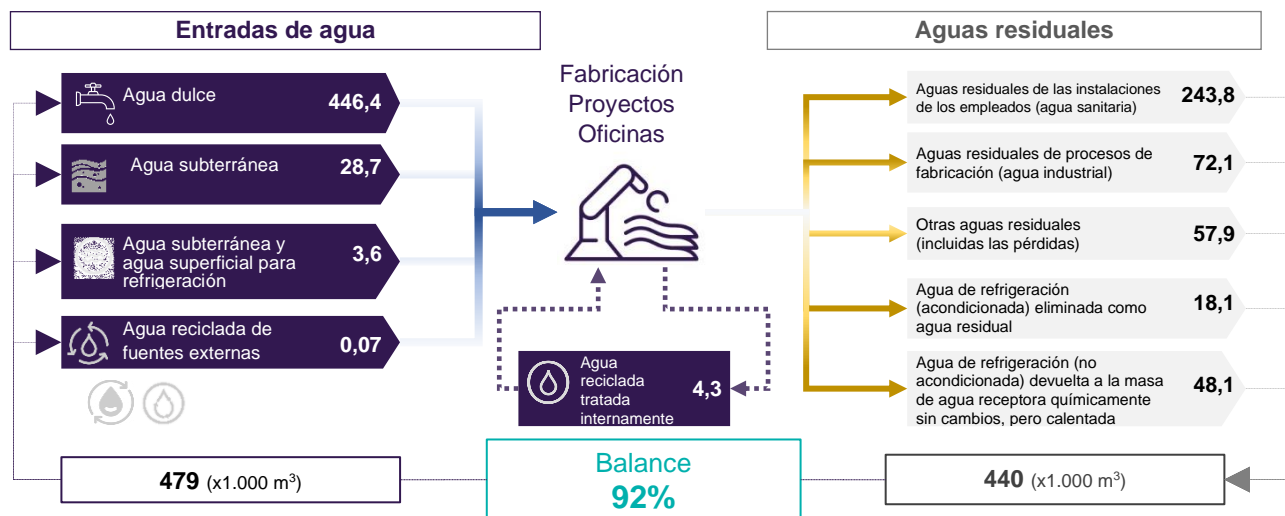 Entradas de agua
Agua dulce
446,4
Agua subterránea
28,7
Agua subterránea y
agua superficial para
refrigeración
3,6
Agua reciclada de
fuentes externas
0,07
479 (x1.000 m³)
Fabricación
Proyectos
Oficinas
Agua
reciclada
tratada
internamente
4,3
Balance
92%
Aguas residuales
Aguas residuales de las instalaciones
de los empleados (agua sanitaria)
243,8
Aguas residuales de procesos de
fabricación (agua industrial)
72,1
Otras aguas residuales
(incluidas las pérdidas)
57,9
Agua de refrigeración
(acondicionada) eliminada como
agua residual
18,1
Agua de refrigeración (no
acondicionada) devuelta a la masa
de agua receptora químicamente
sin cambios, pero calentada
48,1
440 (x1.000 m³)